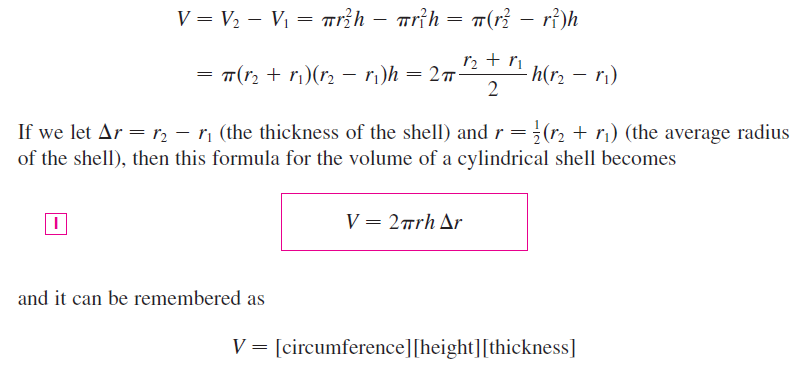 V = V₂ − V₁ = πr₂²h − πr₁²h = π(r₂² − r₁²)h
= π(r₂ + r₁)(r₂ − r₁)h = 2π (r₂ + r₁)/2 h(r₂ − r₁)
If we let Δr = r₂ − r₁ (the thickness of the shell) and r = ½(r₂ + r₁) (the average radius
of the shell), then this formula for the volume of a cylindrical shell becomes
1 V = 2πrh Δr
and it can be remembered as
V = [circumference][height][thickness]